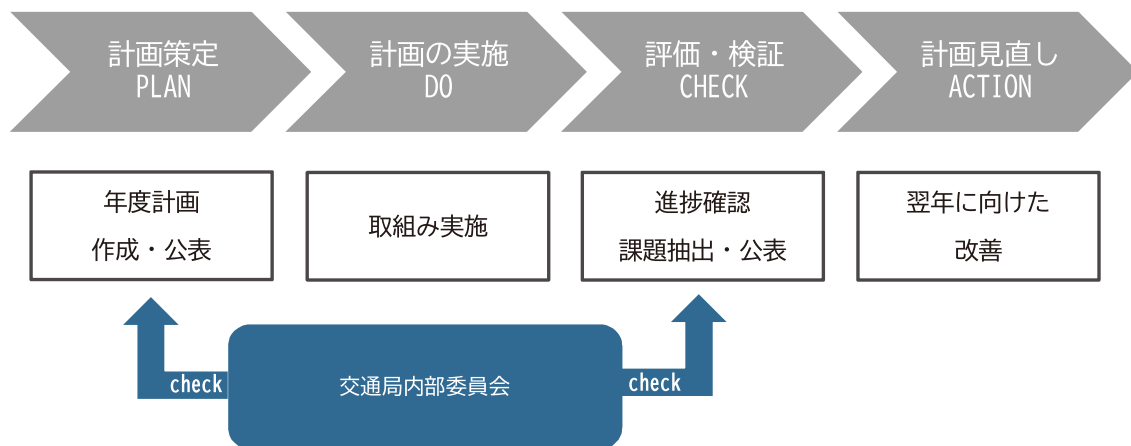 計画策定
PLAN
計画の実施
DO
評価・検証
CHECK
計画見直し
ACTION
年度計画
作成・公表
取組み実施
進捗確認
課題抽出・公表
翌年に向けた
改善
check
交通局内部委員会
check